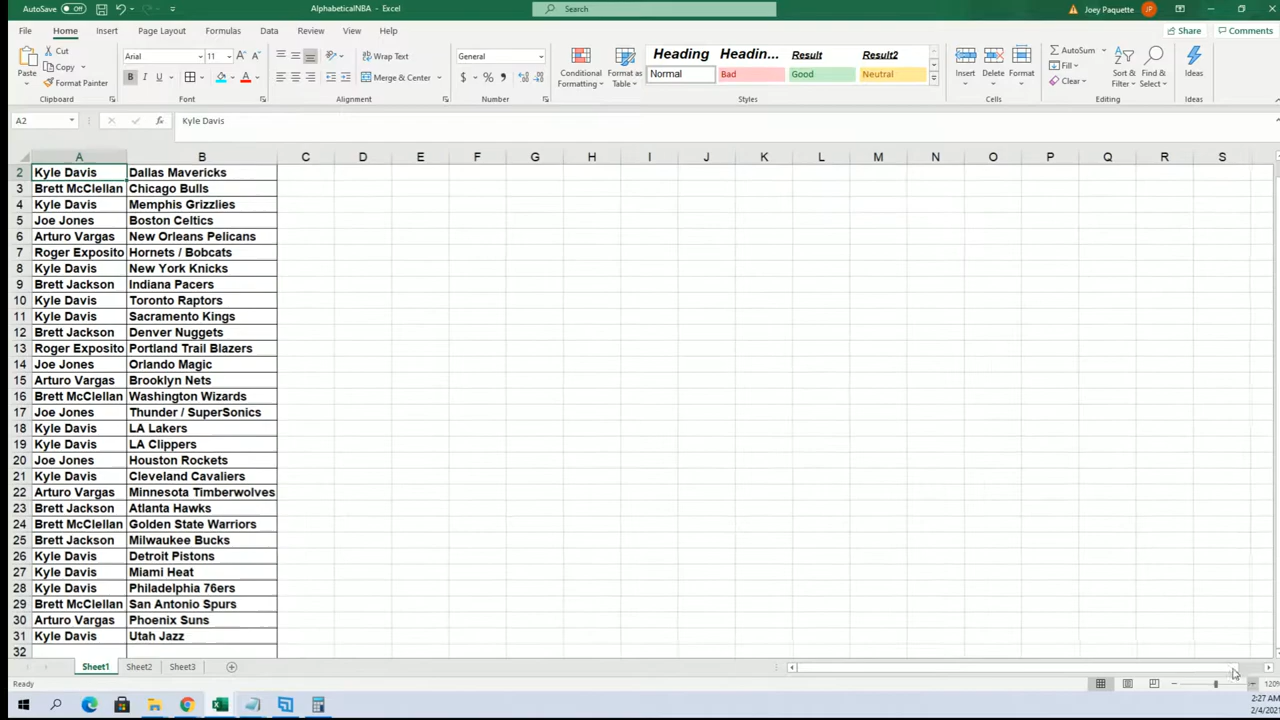 AutoSave Off AlphabeticalNBA - Excel Search Joey Paquette JP
File Home Insert Page Layout Formulas Data Review View Help Share Comments
Paste Cut Copy Format Painter Clipboard
Arial 11 B I U A Font
Wrap Text Merge & Center Alignment
General $ % Number
Conditional Formatting Format as Table
Heading Headin... Result Result2
Normal Bad Good Neutral
Styles
Insert Delete Format Cells
AutoSum Fill Clear Sort & Filter Find & Select Editing
Ideas Ideas
A2 fx Kyle Davis
A B C D E F G H I J K L M N O P Q R S
2 Kyle Davis Dallas Mavericks
3 Brett McClellan Chicago Bulls
4 Kyle Davis Memphis Grizzlies
5 Joe Jones Boston Celtics
6 Arturo Vargas New Orleans Pelicans
7 Roger Exposito Hornets / Bobcats
8 Kyle Davis New York Knicks
9 Brett Jackson Indiana Pacers
10 Kyle Davis Toronto Raptors
11 Kyle Davis Sacramento Kings
12 Brett Jackson Denver Nuggets
13 Roger Exposito Portland Trail Blazers
14 Joe Jones Orlando Magic
15 Arturo Vargas Brooklyn Nets
16 Brett McClellan Washington Wizards
17 Joe Jones Thunder / SuperSonics
18 Kyle Davis LA Lakers
19 Kyle Davis LA Clippers
20 Joe Jones Houston Rockets
21 Kyle Davis Cleveland Cavaliers
22 Arturo Vargas Minnesota Timberwolves
23 Brett Jackson Atlanta Hawks
24 Brett McClellan Golden State Warriors
25 Brett Jackson Milwaukee Bucks
26 Kyle Davis Detroit Pistons
27 Kyle Davis Miami Heat
28 Kyle Davis Philadelphia 76ers
29 Brett McClellan San Antonio Spurs
30 Arturo Vargas Phoenix Suns
31 Kyle Davis Utah Jazz
32
Sheet1 Sheet2 Sheet3
Ready 120%
2:27 AM
2/4/2021